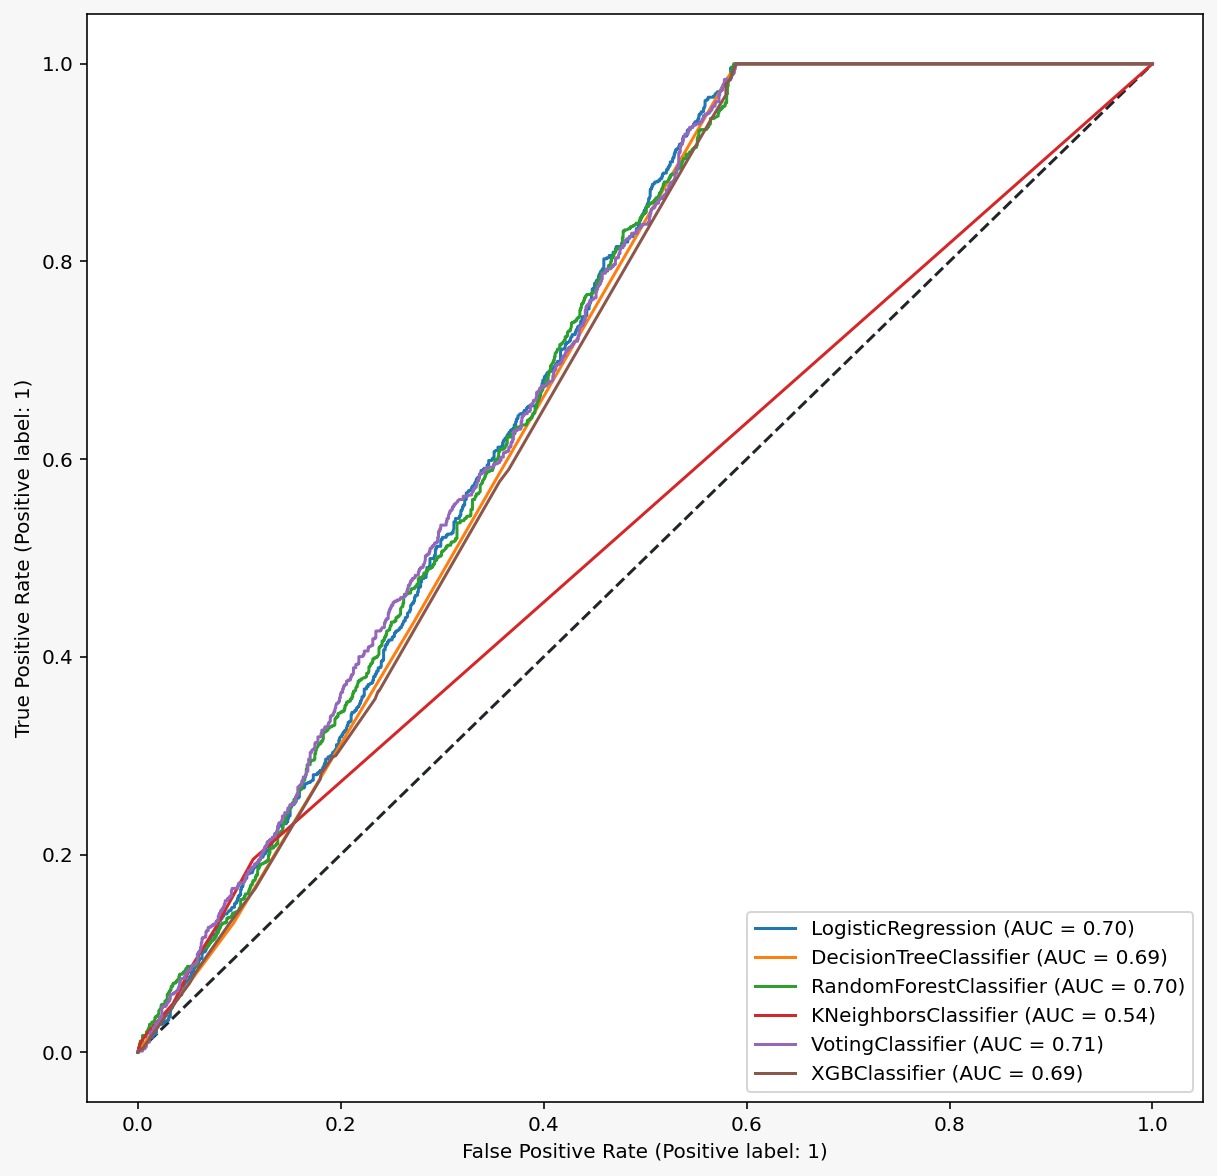 1.0
0.8
0.6
0.4
0.2
0.0
True Positive Rate (Positive label: 1)
LogisticRegression (AUC = 0.70)
DecisionTreeClassifier (AUC = 0.69)
RandomForestClassifier (AUC = 0.70)
KNeighborsClassifier (AUC = 0.54)
VotingClassifier (AUC = 0.71)
XGBClassifier (AUC = 0.69)
0.0 0.2 0.4 0.6 0.8 1.0
False Positive Rate (Positive label: 1)